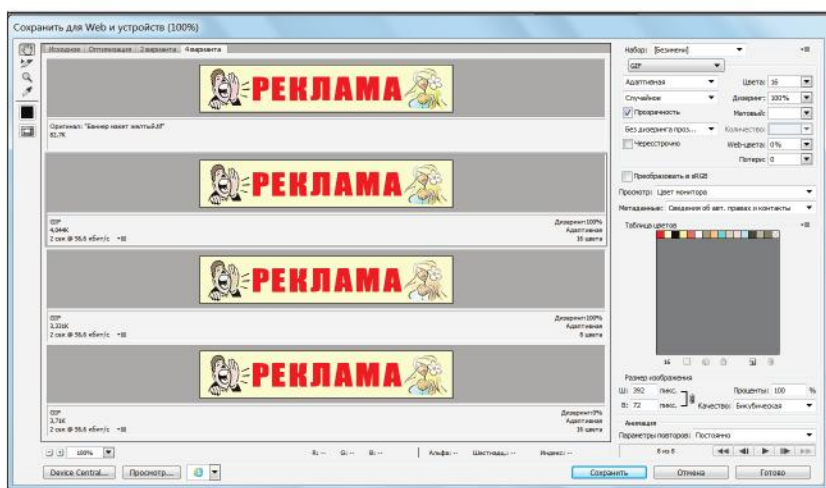 Сохранить для Web и устройств (100%)
Исходное Оптимизация 2 варианта 4 варианта
РЕКЛАМА
Оригинал: "Баннер макет желтый.tif"
82,7K
РЕКЛАМА
GIF
4,044K
2 сек @ 56,6 кбит/с
Дизеринг:100%
Адаптивная
16 цвета
РЕКЛАМА
GIF
3,331K
2 сек @ 56,6 кбит/с
Дизеринг:100%
Адаптивная
8 цвета
РЕКЛАМА
GIF
3,71K
2 сек @ 56,6 кбит/с
Дизеринг:0%
Адаптивная
16 цвета
100%
R: -- G: -- B: -- Альфа: -- Шестнадц.: -- Индекс: --
Device Central... Просмотр...
Набор: [Безымени]
GIF
Адаптивная Цвета: 16
Случайное Дизеринг: 100%
Прозрачность Матовый:
Без дизеринга проз... Количество:
Чересстрочно Web-цвета: 0%
Потери: 0
Преобразовать в sRGB
Просмотр: Цвет монитора
Метаданные: Сведения об авт. правах и контакты
Таблица цветов
16
Размер изображения
Ш: 392 пикс. Проценты: 100 %
В: 72 пикс. Качество: Бикубическая
Анимация
Параметры повторов: Постоянно
8 из 8
Сохранить Отмена Готово